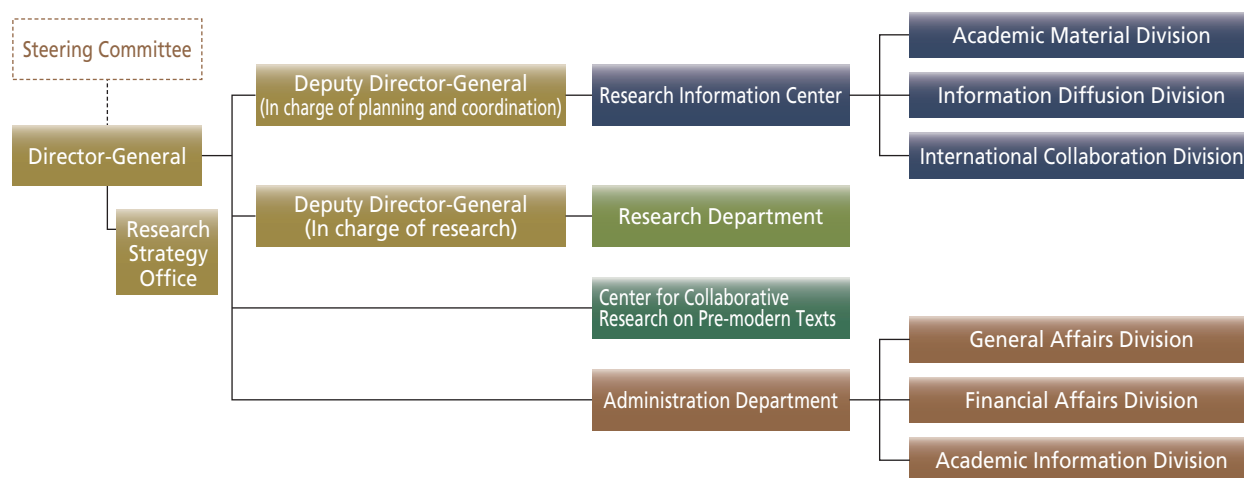 Steering Committee
Director-General
Research
Strategy
Office
Deputy Director-General
(In charge of planning and coordination)
Research Information Center
Academic Material Division
Information Diffusion Division
International Collaboration Division
Deputy Director-General
(In charge of research)
Research Department
Center for Collaborative
Research on Pre-modern Texts
Administration Department
General Affairs Division
Financial Affairs Division
Academic Information Division